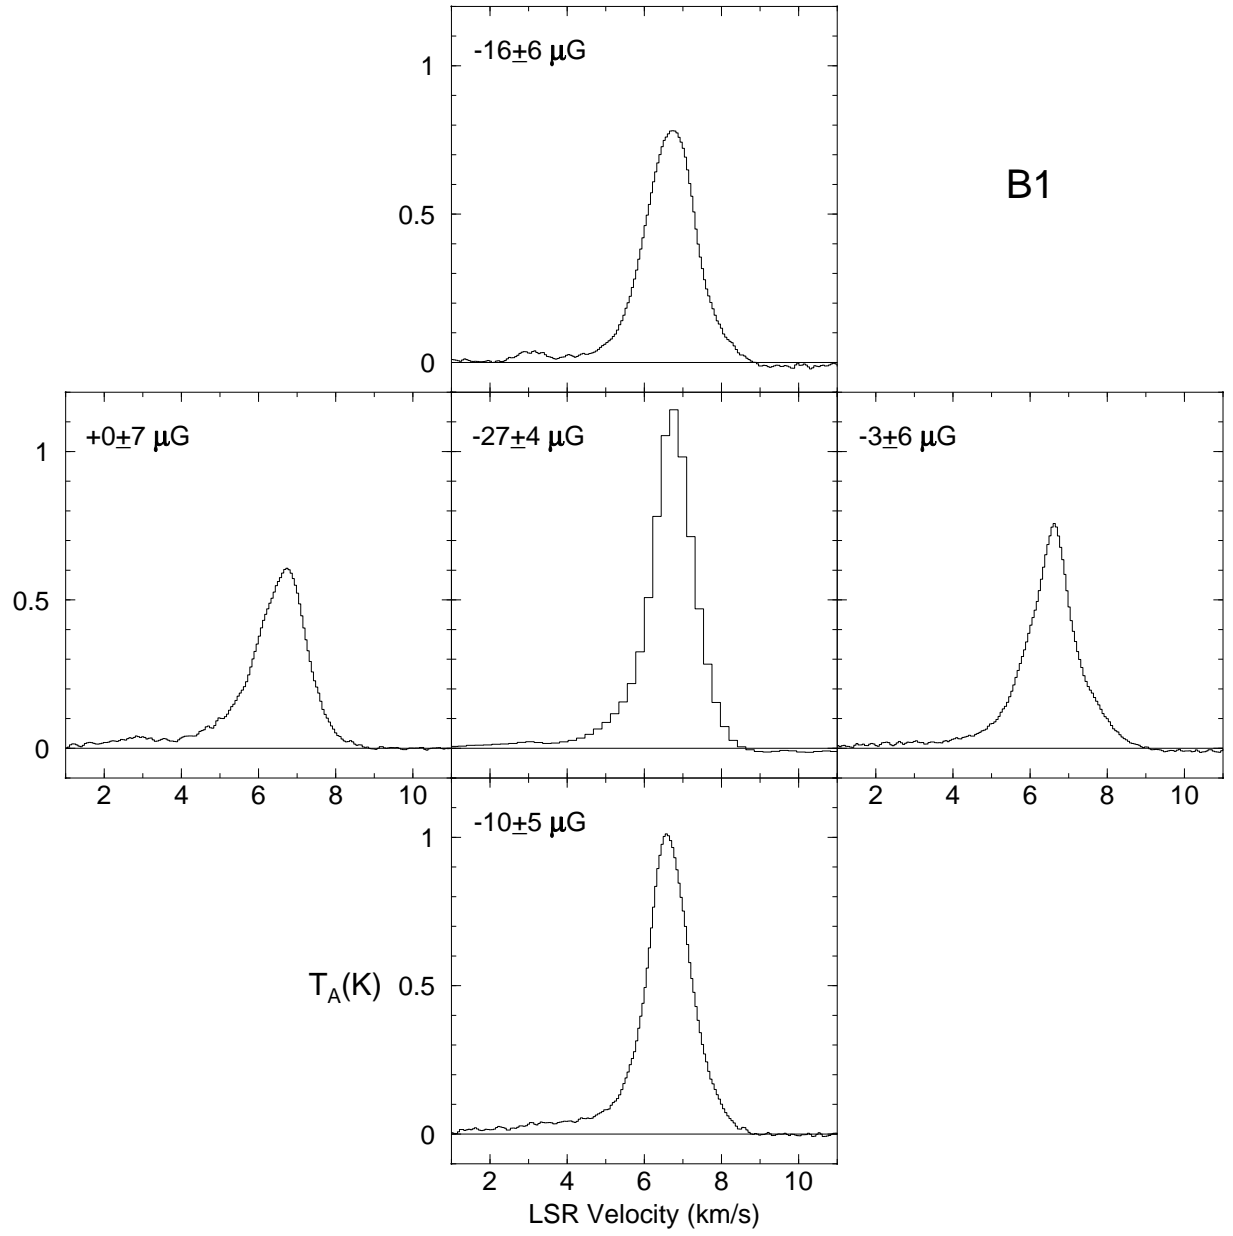 -16±6 μG
1
0.5
0
B1
+0±7 μG
-27±4 μG
-3±6 μG
1
0.5
0
2 4 6 8 10
2 4 6 8 10
-10±5 μG
1
T_A(K) 0.5
0
2 4 6 8 10
LSR Velocity (km/s)